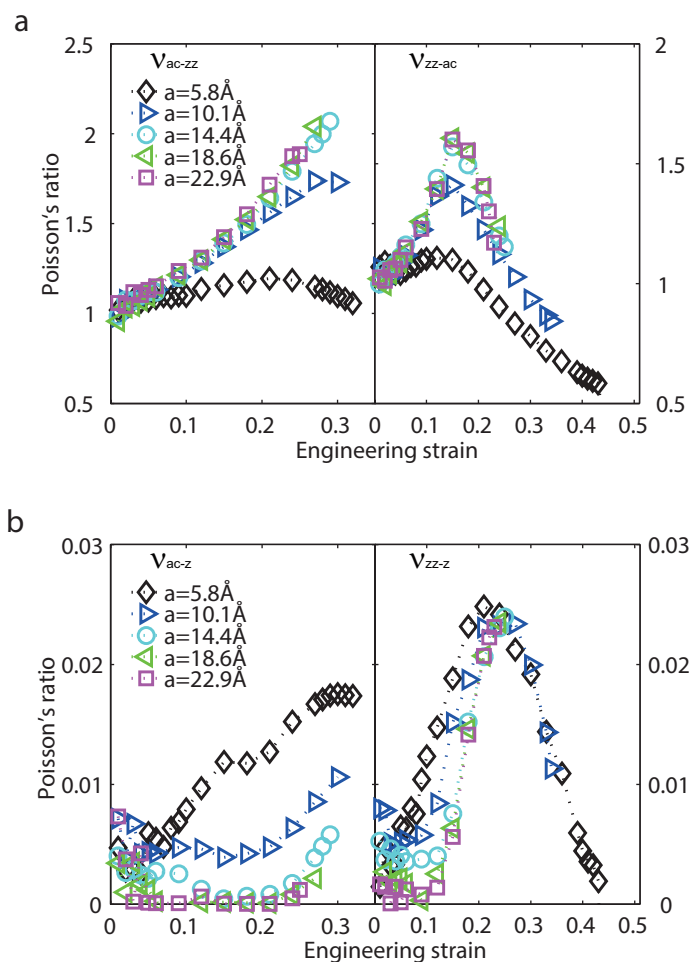 a
2.5
2
1.5
1
0.5
Poisson's ratio
νac-zz
a=5.8Å
a=10.1Å
a=14.4Å
a=18.6Å
a=22.9Å
νzz-ac
2
1.5
1
0.5
0 0.1 0.2 0.3 0 0.1 0.2 0.3 0.4 0.5
Engineering strain
b
0.03
0.02
0.01
0
Poisson's ratio
νac-z
a=5.8Å
a=10.1Å
a=14.4Å
a=18.6Å
a=22.9Å
νzz-z
0.03
0.02
0.01
0
0 0.1 0.2 0.3 0 0.1 0.2 0.3 0.4 0.5
Engineering strain